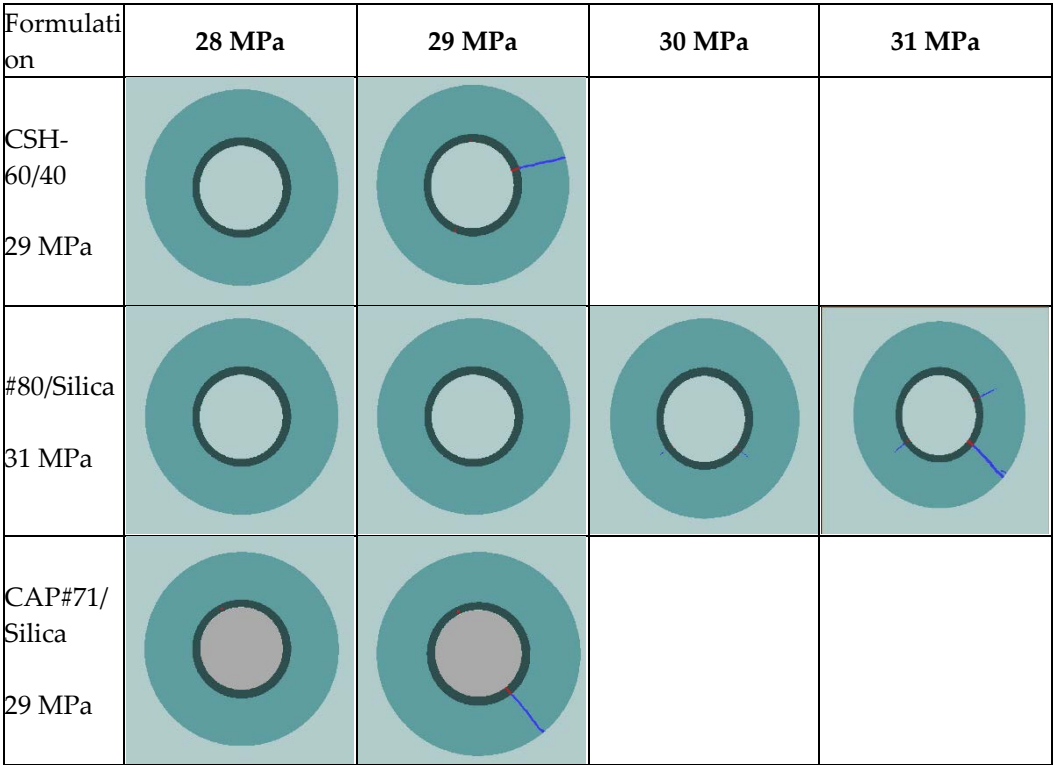 Formulati
on
28 MPa
29 MPa
30 MPa
31 MPa
CSH-
60/40
29 MPa
#80/Silica
31 MPa
CAP#71/
Silica
29 MPa